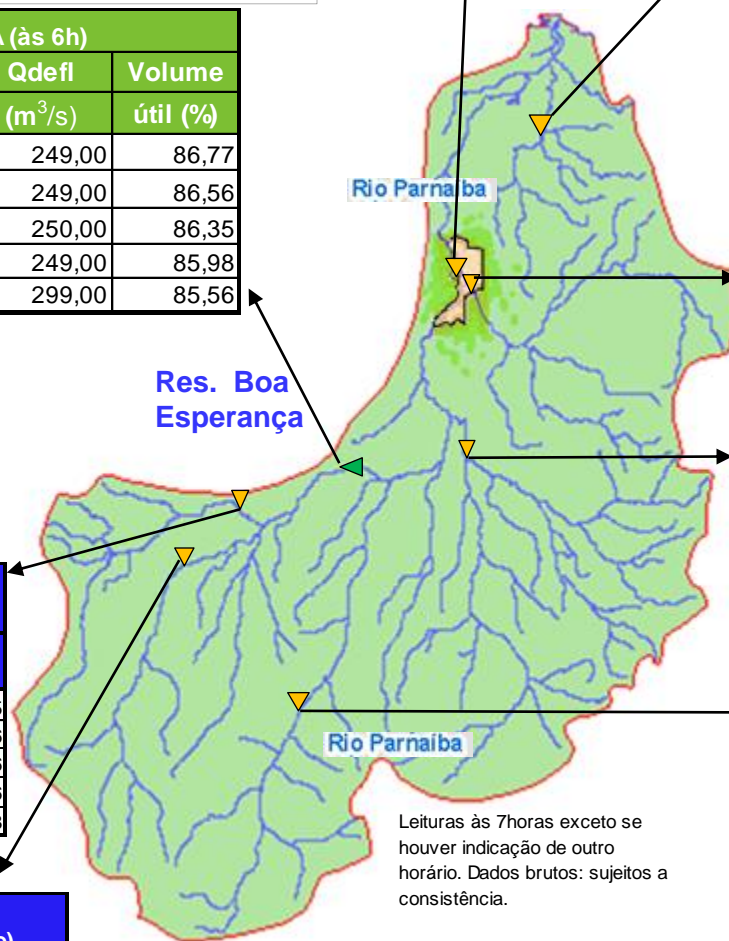 (às 6h)
Qdefl Volume
(m³/s) útil (%)
249,00 86,77
249,00 86,56
250,00 86,35
249,00 85,98
299,00 85,56
Rio Parnaíba
Res. Boa
Esperança
Rio Parnaíba
Leituras às 7horas exceto se
houver indicação de outro
horário. Dados brutos: sujeitos a
consistência.